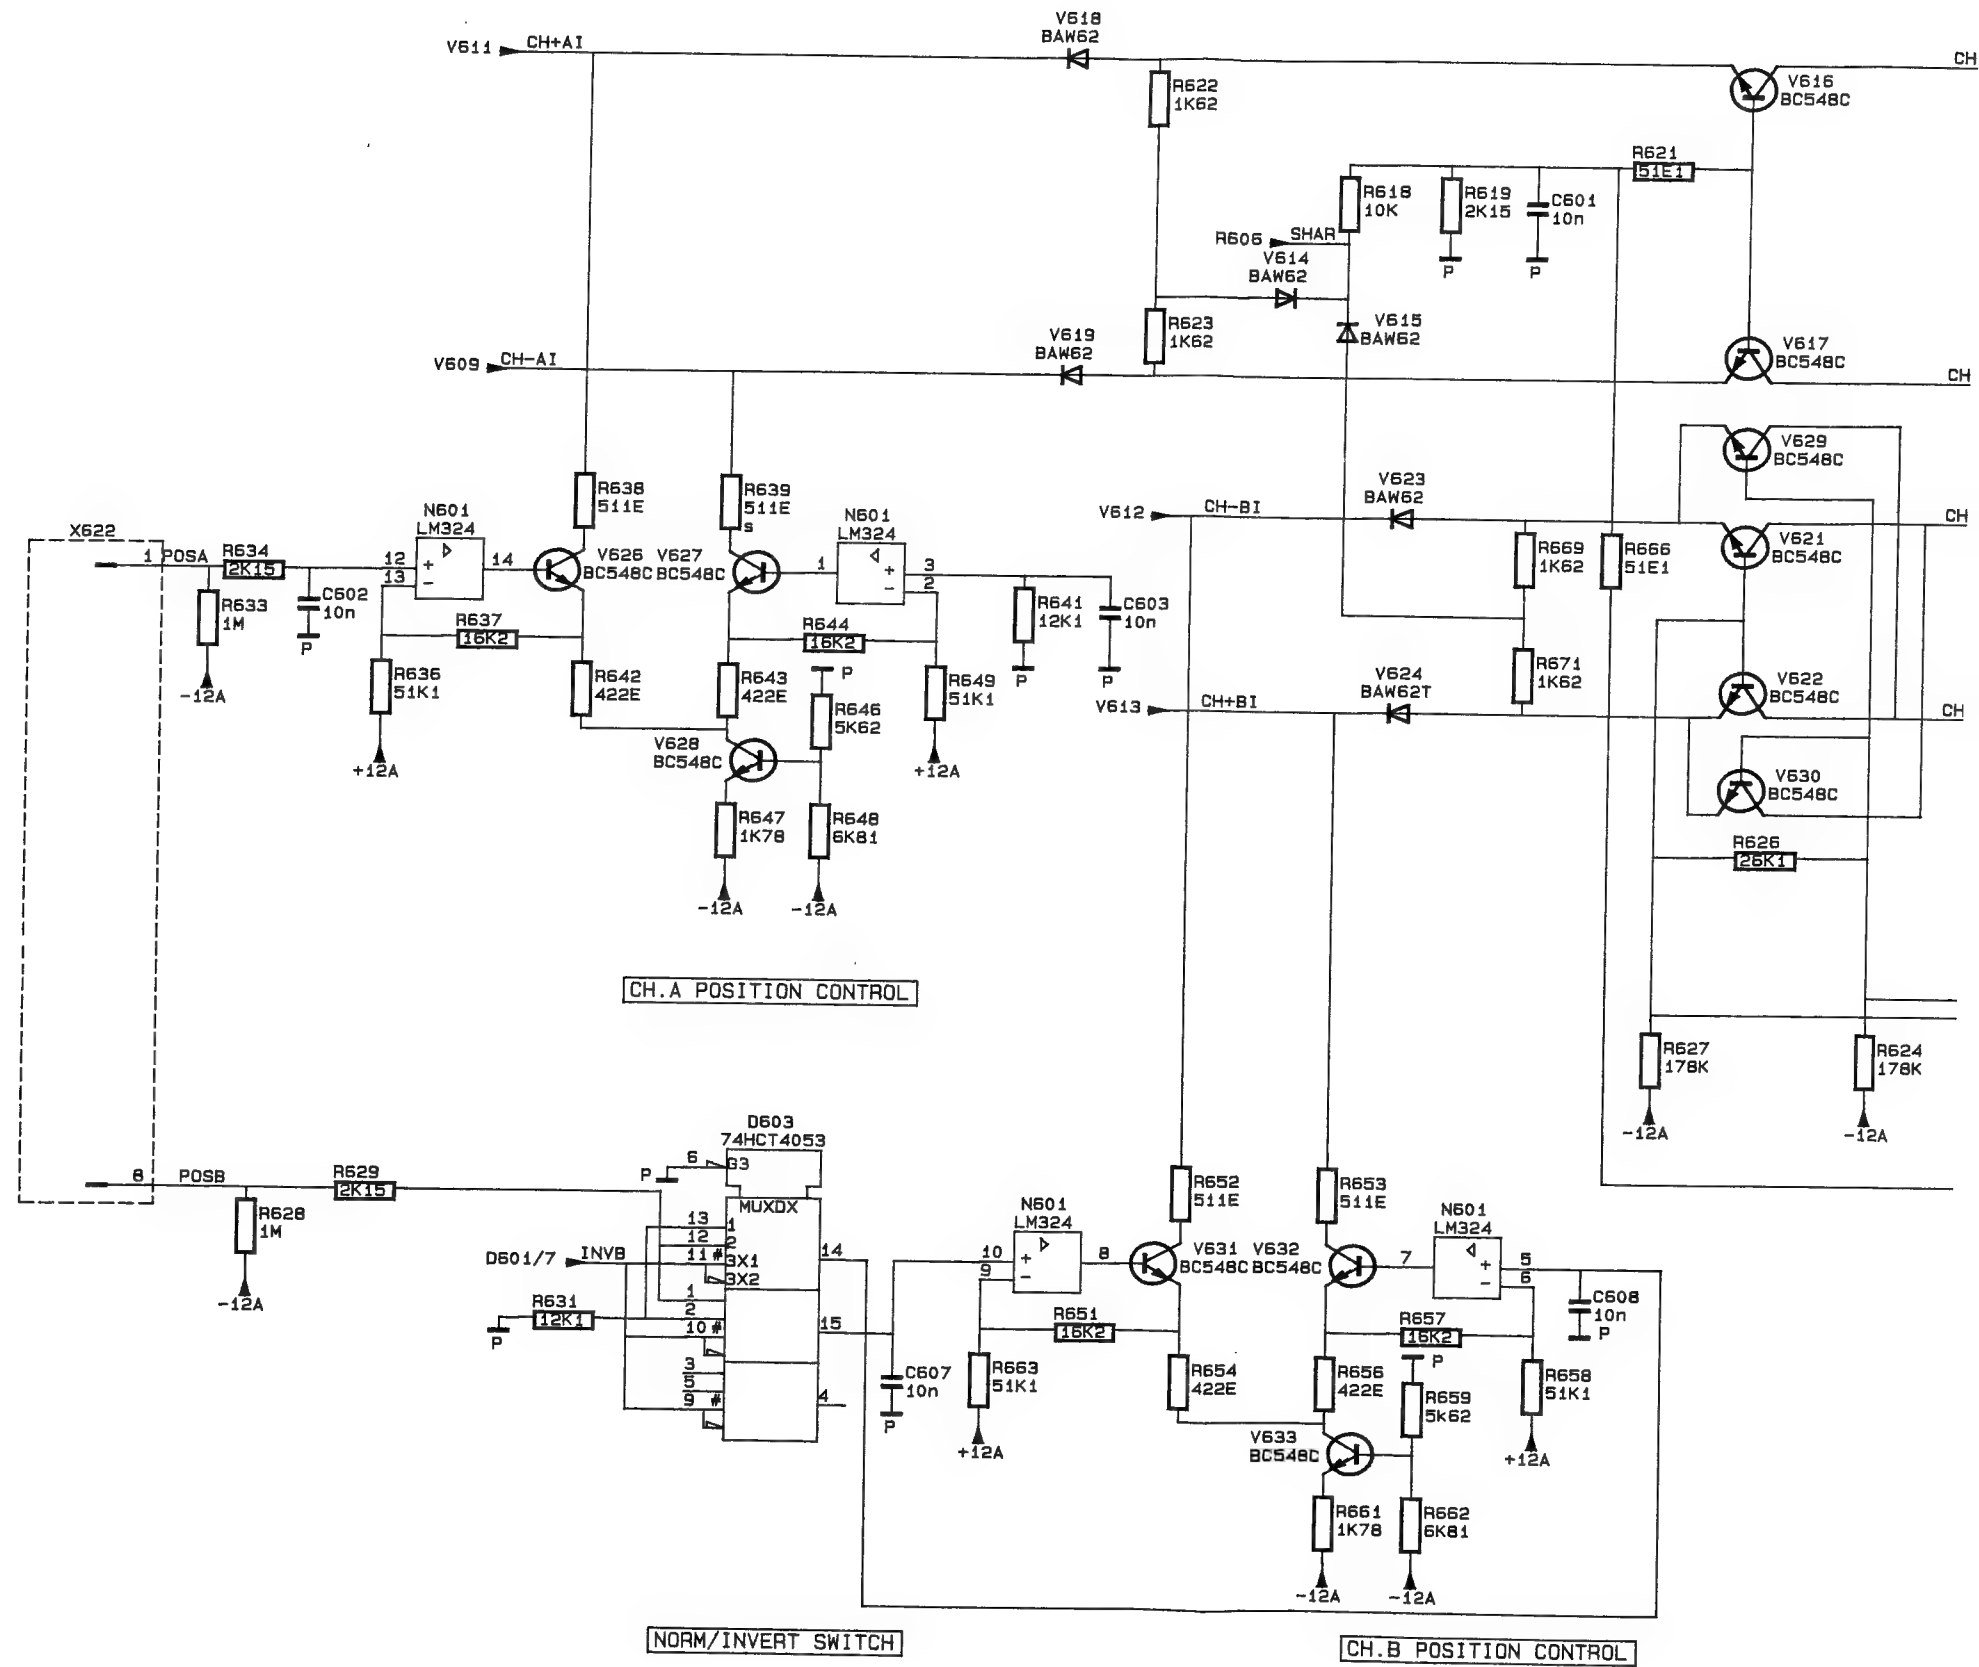 V618
BAW62
V611 CH+AI
CH
R622
1K62
V616
BC548C
R621
51E1
R618
10K
R619
2K15
C601
10n
R606 SHAR
P
P
V614
BAW62
R623
1K62
V615
BAW62
V619
BAW62
V609 CH-AI
V617
BC548C
CH
V629
BC548C
R638
511E
R639
511E
s
V623
BAW62
V612 CH-BI
CH
X622
N601
LM324
N601
LM324
1 POSA
R634
2K15
12
+
13
-
14
V626
BC548C
V627
BC548C
1
+
3
-
2
R669
1K62
R666
51E1
V621
BC548C
R633
1M
C602
10n
P
R637
16K2
R644
16K2
R641
12K1
C603
10n
-12A
R636
51K1
R642
422E
R643
422E
P
R649
51K1
P
P
R646
5K62
V624
BAW62T
R671
1K62
V622
BC548C
V613 CH+BI
CH
V628
BC548C
+12A
+12A
V630
BC548C
R647
1K78
R648
6K81
R626
26K1
-12A
-12A
CH.A POSITION CONTROL
R627
178K
R624
178K
-12A
-12A
D603
74HCT4053
P
6
G3
8 POSB
R629
2K15
MUXDX
R628
1M
13
1
12
2
11 #
3X1
3X2
14
D601/7 INVB
-12A
1
2
R631
12K1
P
10 #
15
3
5
9 #
4
C607
10n
P
N601
LM324
10
+
9
-
8
R652
511E
R653
511E
V631
BC548C
V632
BC548C
N601
LM324
7
+
5
-
6
R651
16K2
R657
16K2
C608
10n
P
R663
51K1
R654
422E
R656
422E
P
R659
5K62
R658
51K1
+12A
V633
BC548C
+12A
R661
1K78
R662
6K81
-12A
-12A
NORM/INVERT SWITCH
CH.B POSITION CONTROL